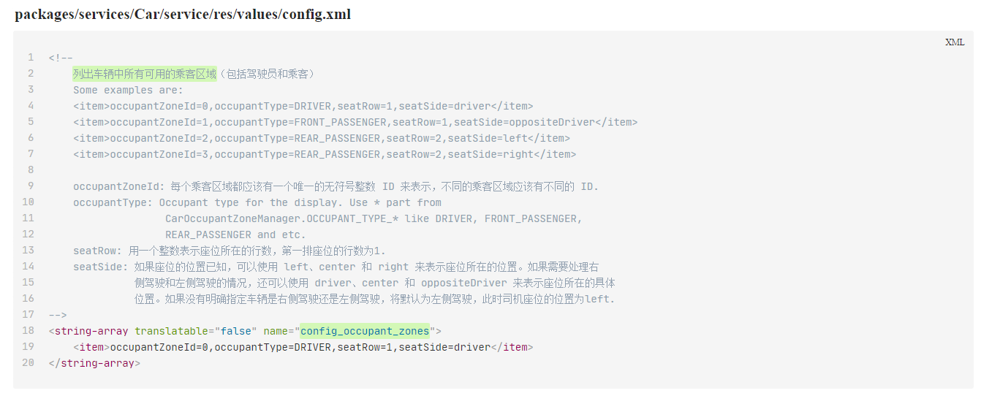 packages/services/Car/service/res/values/config.xml
XML
1 <!--
2 列出车辆中所有可用的乘客区域（包括驾驶员和乘客）
3 Some examples are:
4 <item>occupantZoneId=0,occupantType=DRIVER,seatRow=1,seatSide=driver</item>
5 <item>occupantZoneId=1,occupantType=FRONT_PASSENGER,seatRow=1,seatSide=oppositeDriver</item>
6 <item>occupantZoneId=2,occupantType=REAR_PASSENGER,seatRow=2,seatSide=left</item>
7 <item>occupantZoneId=3,occupantType=REAR_PASSENGER,seatRow=2,seatSide=right</item>
8
9 occupantZoneId: 每个乘客区域都应该有一个唯一的无符号整数 ID 来表示，不同的乘客区域应该有不同的 ID.
10 occupantType: Occupant type for the display. Use * part from
11 CarOccupantZoneManager.OCCUPANT_TYPE_* like DRIVER, FRONT_PASSENGER,
12 REAR_PASSENGER and etc.
13 seatRow: 用一个整数表示座位所在的行数，第一排座位的行数为1.
14 seatSide: 如果座位的位置已知，可以使用 left、center 和 right 来表示座位所在的位置。如果需要处理右
15 侧驾驶和左侧驾驶的情况，还可以使用 driver、center 和 oppositeDriver 来表示座位所在的具体
16 位置。如果没有明确指定车辆是右侧驾驶还是左侧驾驶，将默认为左侧驾驶，此时司机座位的位置为left.
17 -->
18 <string-array translatable="false" name="config_occupant_zones">
19 <item>occupantZoneId=0,occupantType=DRIVER,seatRow=1,seatSide=driver</item>
20 </string-array>